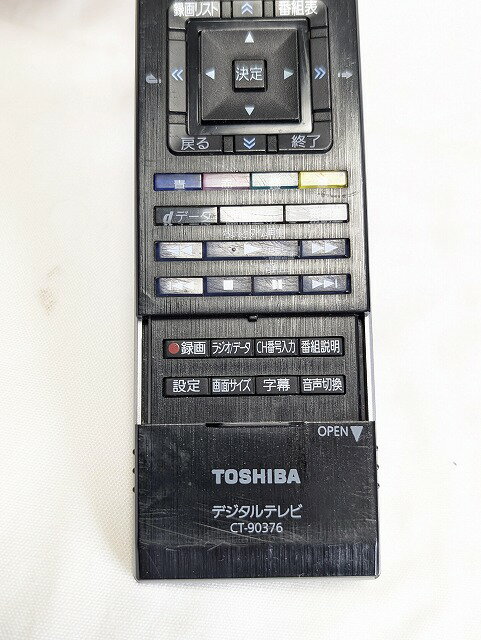 録画リスト 番組表
決定
戻る 終了
青
dデータ
録画 ラジオ/データ CH番号入力 番組説明
設定 画面サイズ 字幕 音声切換
OPEN
TOSHIBA
デジタルテレビ
CT-90376